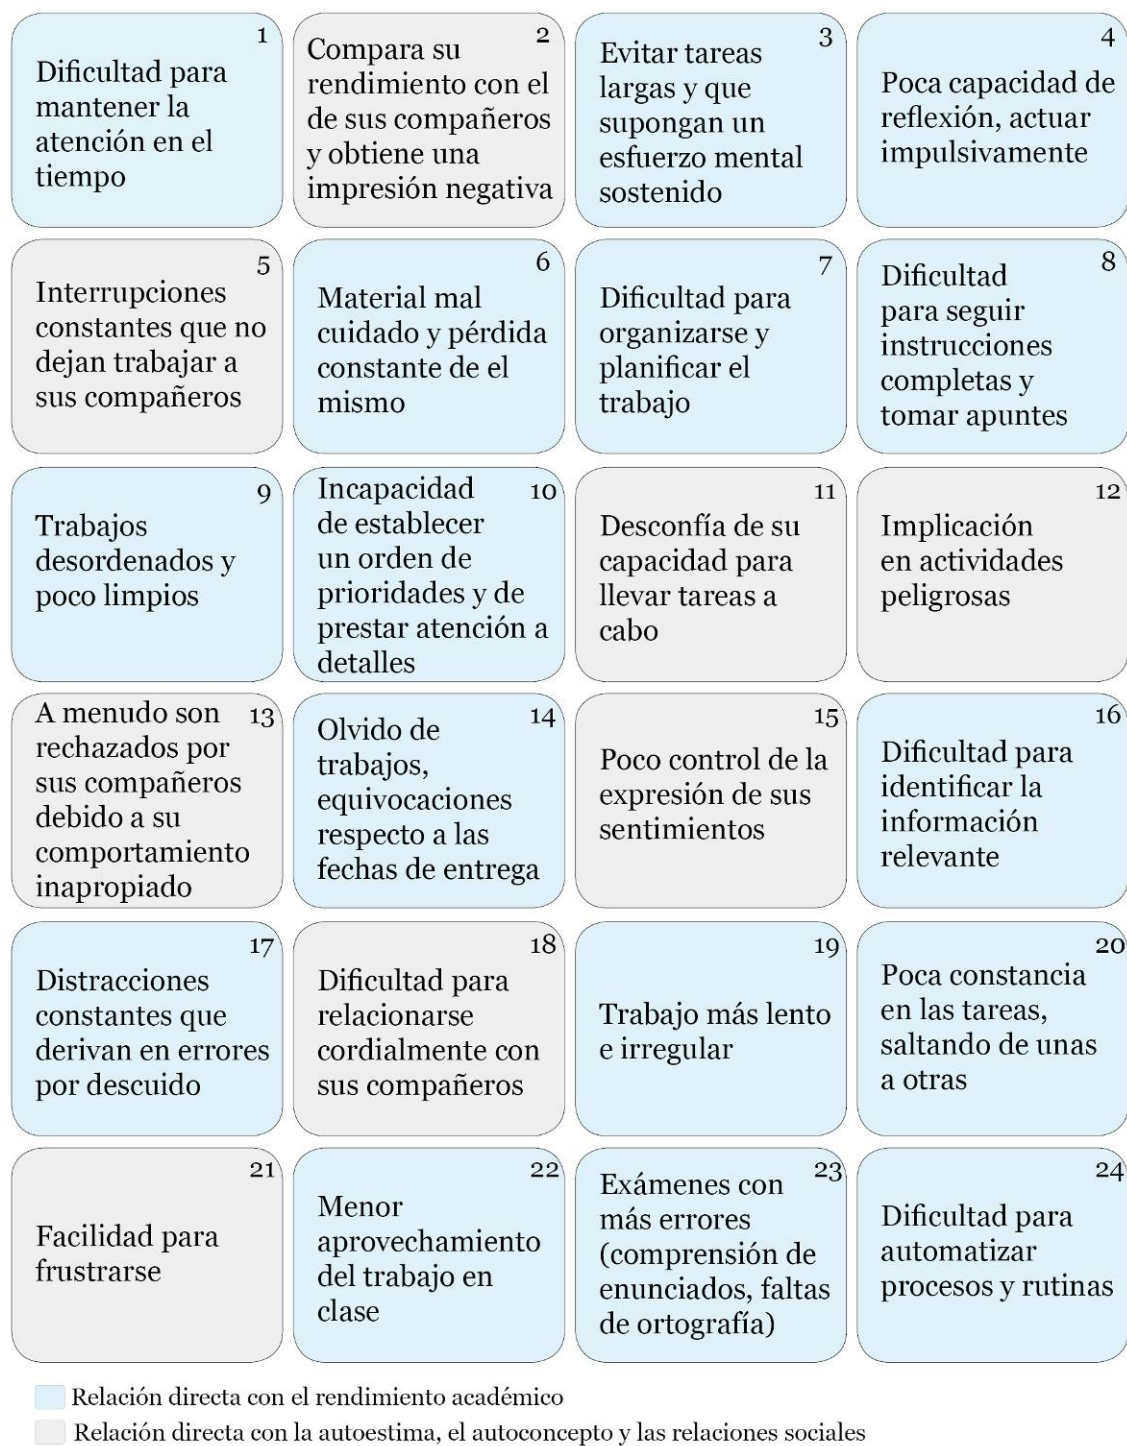 1
Dificultad para
mantener la
atención en el
tiempo
2
Compara su
rendimiento con el
de sus compañeros
y obtiene una
impresión negativa
3
Evitar tareas
largas y que
supongan un
esfuerzo mental
sostenido
4
Poca capacidad de
reflexión, actuar
impulsivamente
5
Interrupciones
constantes que no
dejan trabajar a
sus compañeros
6
Material mal
cuidado y pérdida
constante de el
mismo
7
Dificultad para
organizarse y
planificar el
trabajo
8
Dificultad
para seguir
instrucciones
completas y
tomar apuntes
9
Trabajos
desordenados y
poco limpios
10
Incapacidad
de establecer
un orden de
prioridades y de
prestar atención a
detalles
11
Desconfía de su
capacidad para
llevar tareas a
cabo
12
Implicación
en actividades
peligrosas
13
A menudo son
rechazados por
sus compañeros
debido a su
comportamiento
inapropiado
14
Olvido de
trabajos,
equivocaciones
respecto a las
fechas de entrega
15
Poco control de la
expresión de sus
sentimientos
16
Dificultad para
identificar la
información
relevante
17
Distracciones
constantes que
derivan en errores
por descuido
18
Dificultad para
relacionarse
cordialmente con
sus compañeros
19
Trabajo más lento
e irregular
20
Poca constancia
en las tareas,
saltando de unas
a otras
21
Facilidad para
frustrarse
22
Menor
aprovechamiento
del trabajo en
clase
23
Exámenes con
más errores
(comprensión de
enunciados, faltas
de ortografía)
24
Dificultad para
automatizar
procesos y rutinas
Relación directa con el rendimiento académico
Relación directa con la autoestima, el autoconcepto y las relaciones sociales